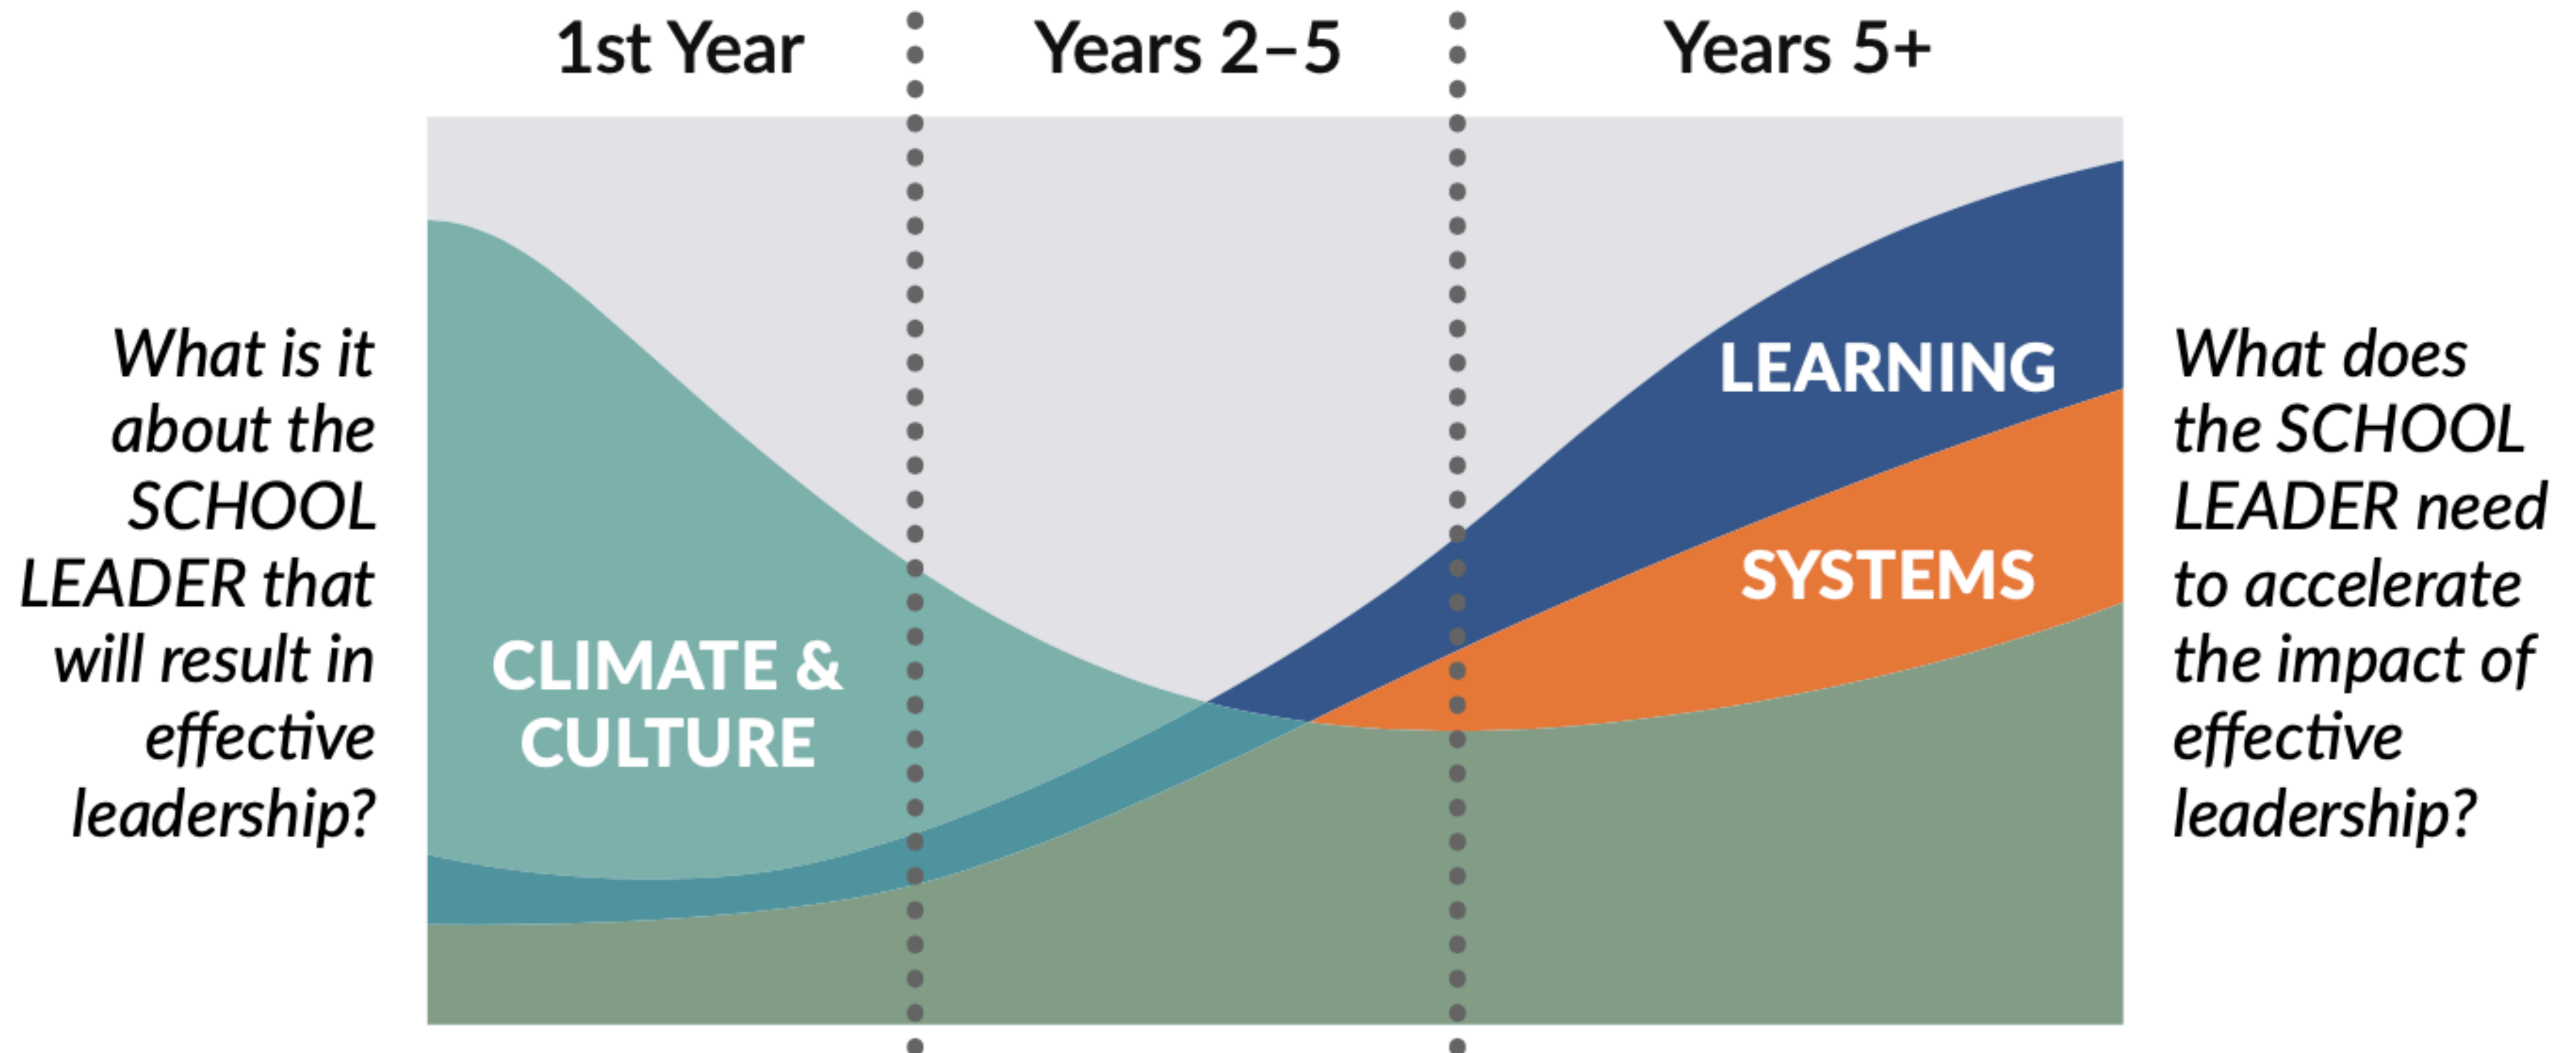 1st Year
Years 2–5
Years 5+
What is it
about the
SCHOOL
LEADER that
will result in
effective
leadership?
CLIMATE &
CULTURE
LEARNING
SYSTEMS
What does
the SCHOOL
LEADER need
to accelerate
the impact of
effective
leadership?